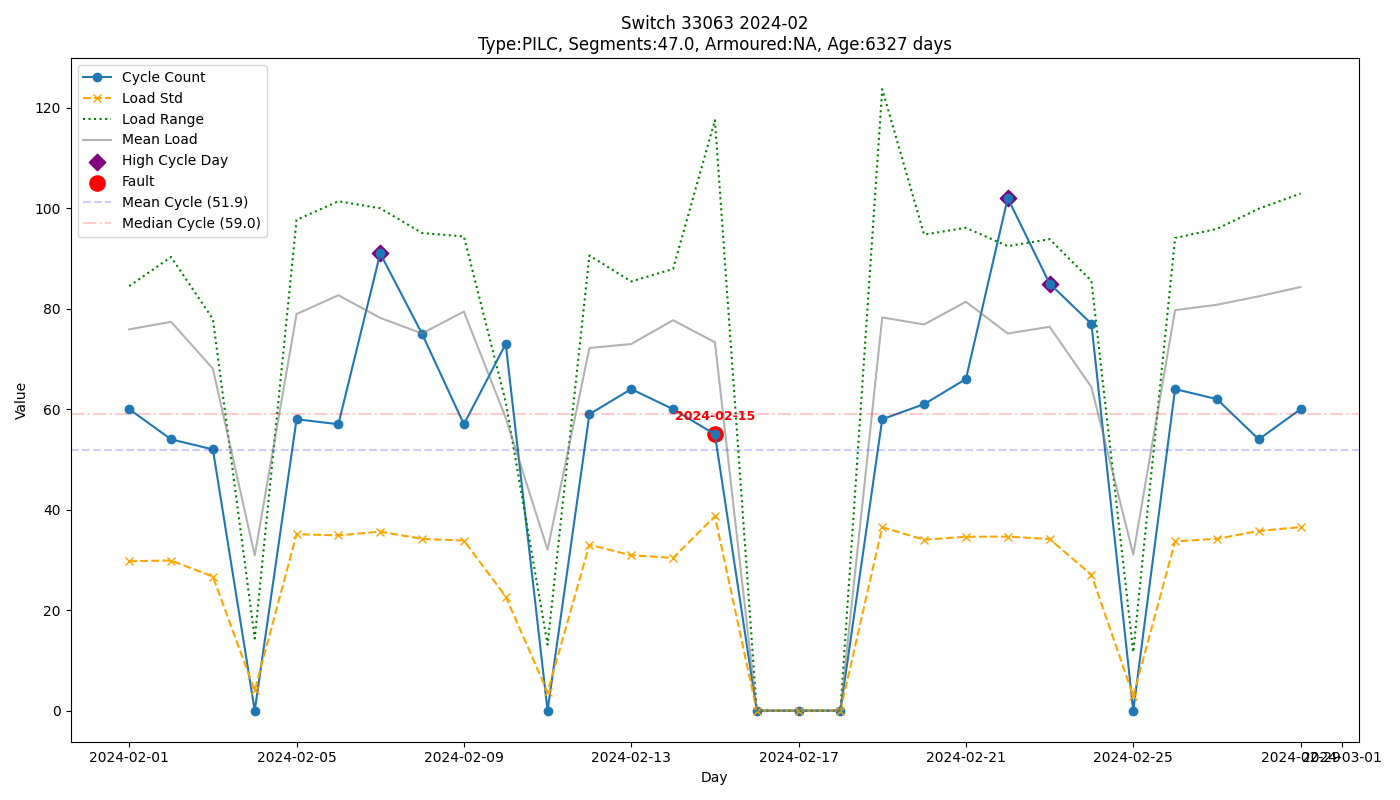 Switch 33063 2024-02
Type:PILC, Segments:47.0, Armoured:NA, Age:6327 days
Cycle Count
Load Std
Load Range
Mean Load
High Cycle Day
Fault
Mean Cycle (51.9)
Median Cycle (59.0)
120
100
80
60
40
20
0
Value
2024-02-15
2024-02-01 2024-02-05 2024-02-09 2024-02-13 2024-02-17 2024-02-21 2024-02-25 2024-02-29 2024-03-01
Day